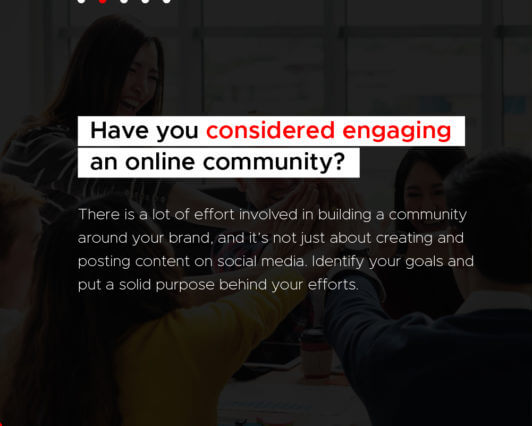 Have you considered engaging
an online community?
There is a lot of effort involved in building a community
around your brand, and it's not just about creating and
posting content on social media. Identify your goals and
put a solid purpose behind your efforts.